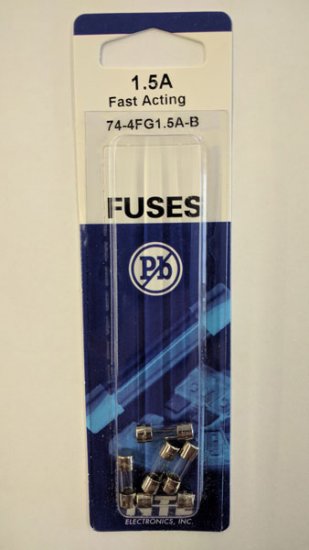 1.5A
Fast Acting
74-4FG1.5A-B
FUSES
Pb
NTE
ELECTRONICS, INC.